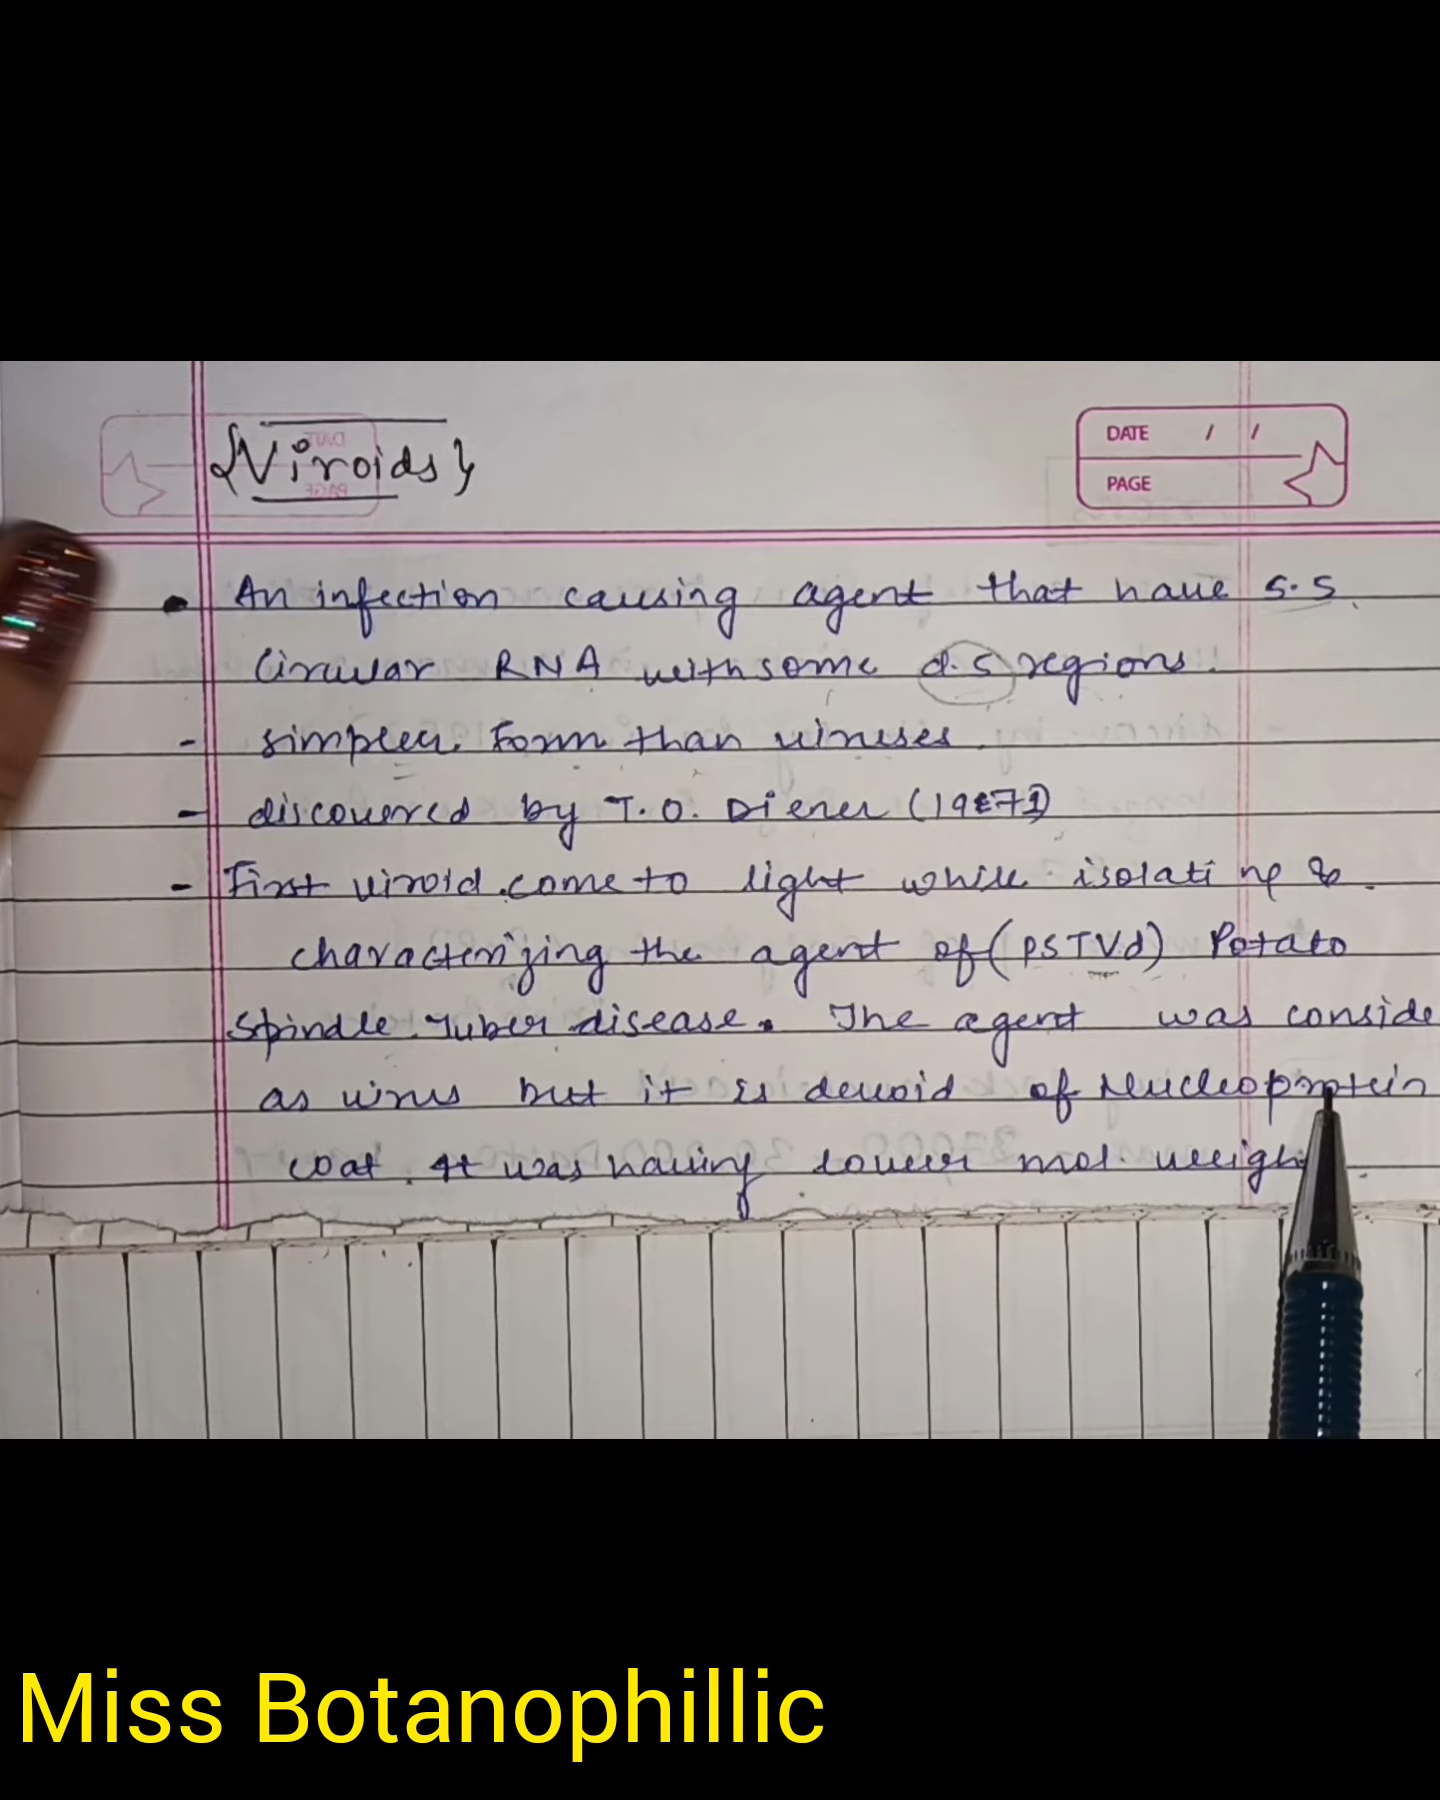 {Viroids}
DATE / /
PAGE
• An infection causing agent that have s.s
Circular RNA with some d.s regions.
- simpler Form than viruses.
- discovered by T.O. Diener (1971)
- First viroid come to light while isolating &
characterizing the agent of (PSTVd) Potato
Spindle Tuber disease. The agent was conside
as virus but it is devoid of Nucleoprotein
coat. It was having lower mol. weigh
Miss Botanophillic